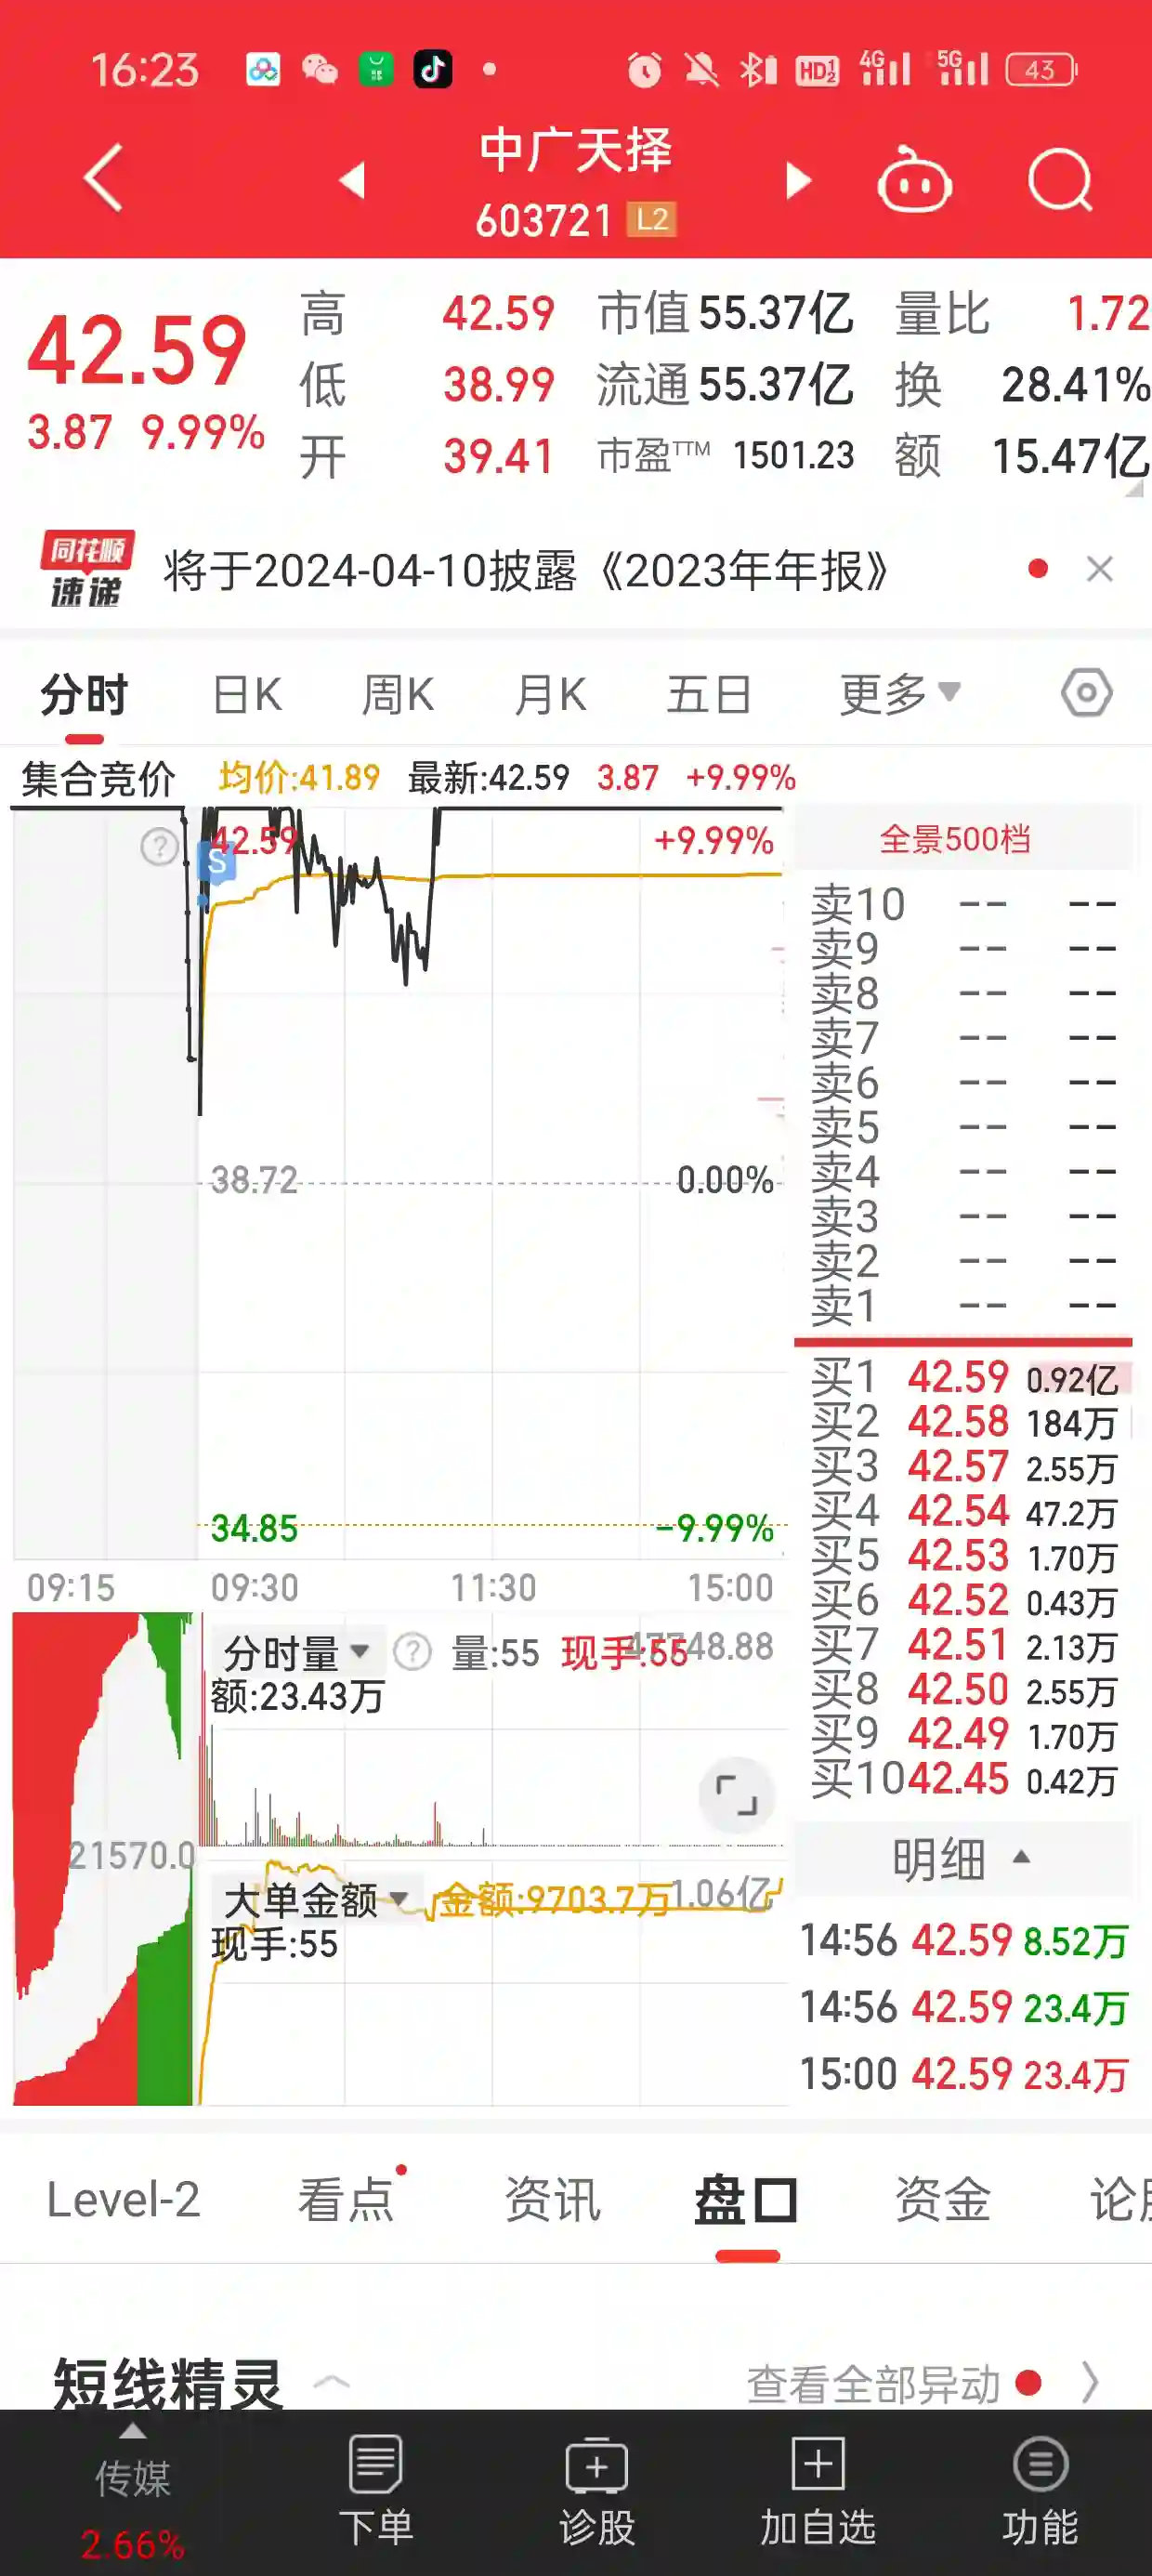 16:23 HD 4G 5G 43
中广天择
603721 L2
42.59
3.87 9.99%
高 42.59 市值 55.37亿 量比 1.72
低 38.99 流通 55.37亿 换 28.41%
开 39.41 市盈TTM 1501.23 额 15.47亿
同花顺
速递
将于2024-04-10披露《2023年年报》
分时 日K 周K 月K 五日 更多
集合竞价 均价:41.89 最新:42.59 3.87 +9.99%
42.59 +9.99%
S
38.72 0.00%
34.85 -9.99%
09:15 09:30 11:30 15:00
分时量 ? 量:55 现手:55 47748.88
额:23.43万
21570.0
大单金额 金额:9703.7万 1.06亿
现手:55
全景500档
卖10 -- --
卖9 -- --
卖8 -- --
卖7 -- --
卖6 -- --
卖5 -- --
卖4 -- --
卖3 -- --
卖2 -- --
卖1 -- --
买1 42.59 0.92亿
买2 42.58 184万
买3 42.57 2.55万
买4 42.54 47.2万
买5 42.53 1.70万
买6 42.52 0.43万
买7 42.51 2.13万
买8 42.50 2.55万
买9 42.49 1.70万
买10 42.45 0.42万
明细
14:56 42.59 8.52万
14:56 42.59 23.4万
15:00 42.59 23.4万
Level-2 看点 资讯 盘口 资金 论股
短线精灵 查看全部异动
传媒 下单 诊股 加自选 功能
2.66%